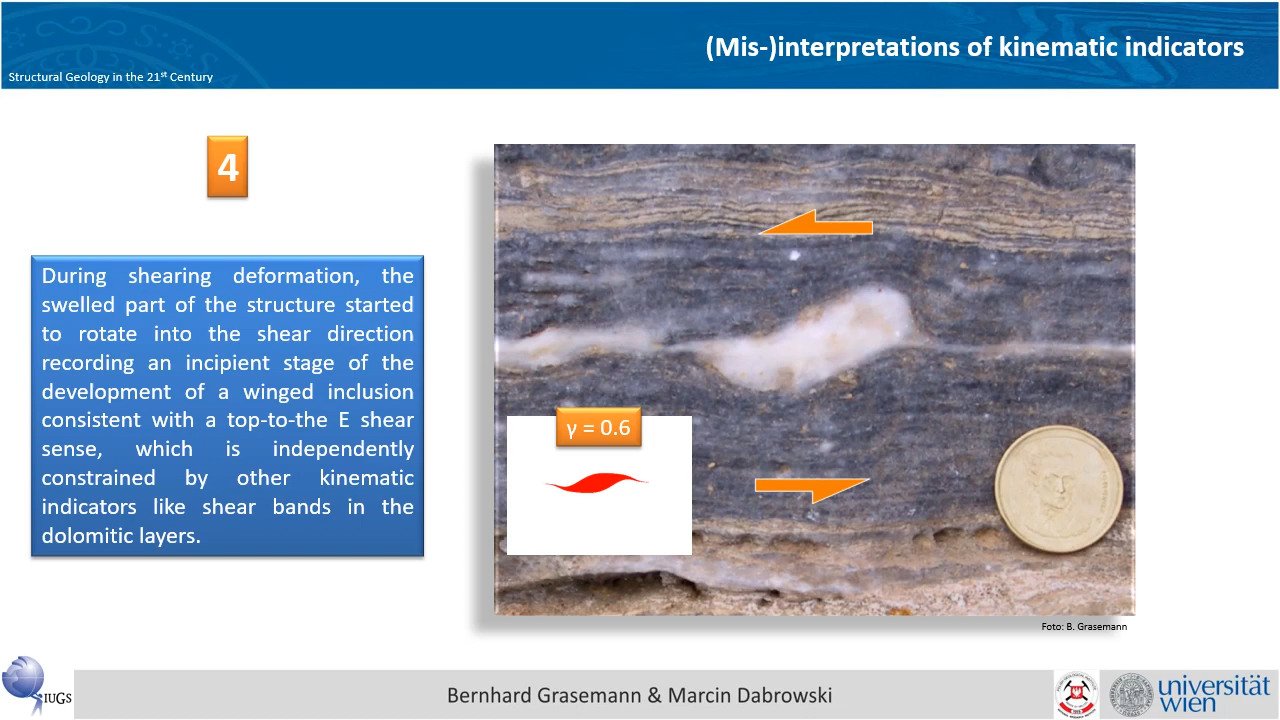 (Mis-)interpretations of kinematic indicators
Structural Geology in the 21st Century
4
During shearing deformation, the
swelled part of the structure started
to rotate into the shear direction
recording an incipient stage of the
development of a winged inclusion
consistent with a top-to-the E shear
sense, which is independently
constrained by other kinematic
indicators like shear bands in the
dolomitic layers.
γ = 0.6
Foto: B. Grasemann
IUGS
Bernhard Grasemann & Marcin Dabrowski
universität
wien